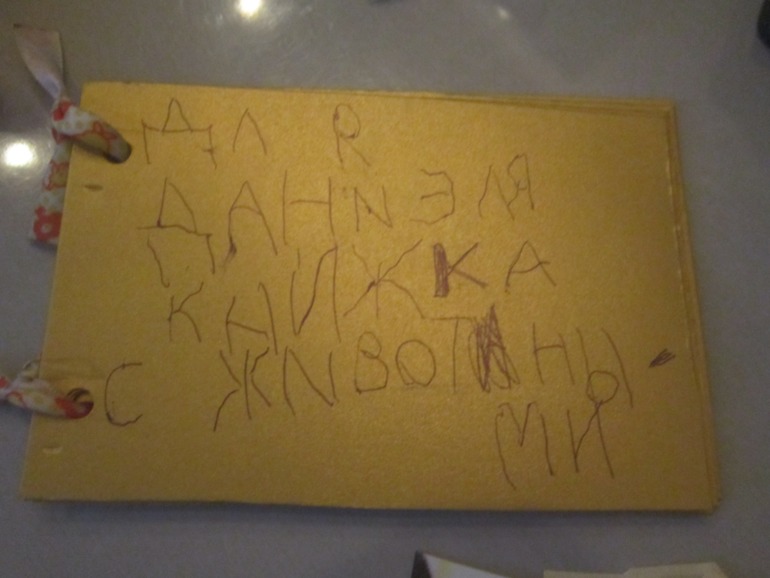 ДЛЯ
ДАНИЭЛЯ
КНИЖКА
С ЖИВОТНЫ-
МИ